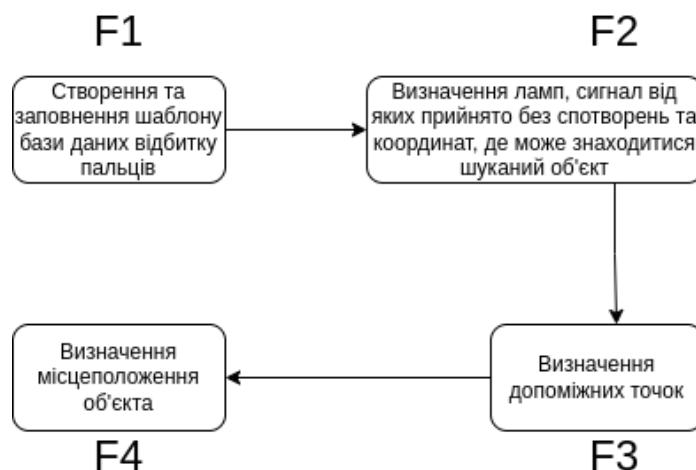 F1
F2
Створення та
заповнення шаблону
бази даних відбитку
пальців
Визначення ламп, сигнал від
яких прийнято без спотворень та
координат, де може знаходитися
шуканий об'єкт
Визначення
місцеположення
об'єкта
Визначення
допоміжних точок
F4
F3